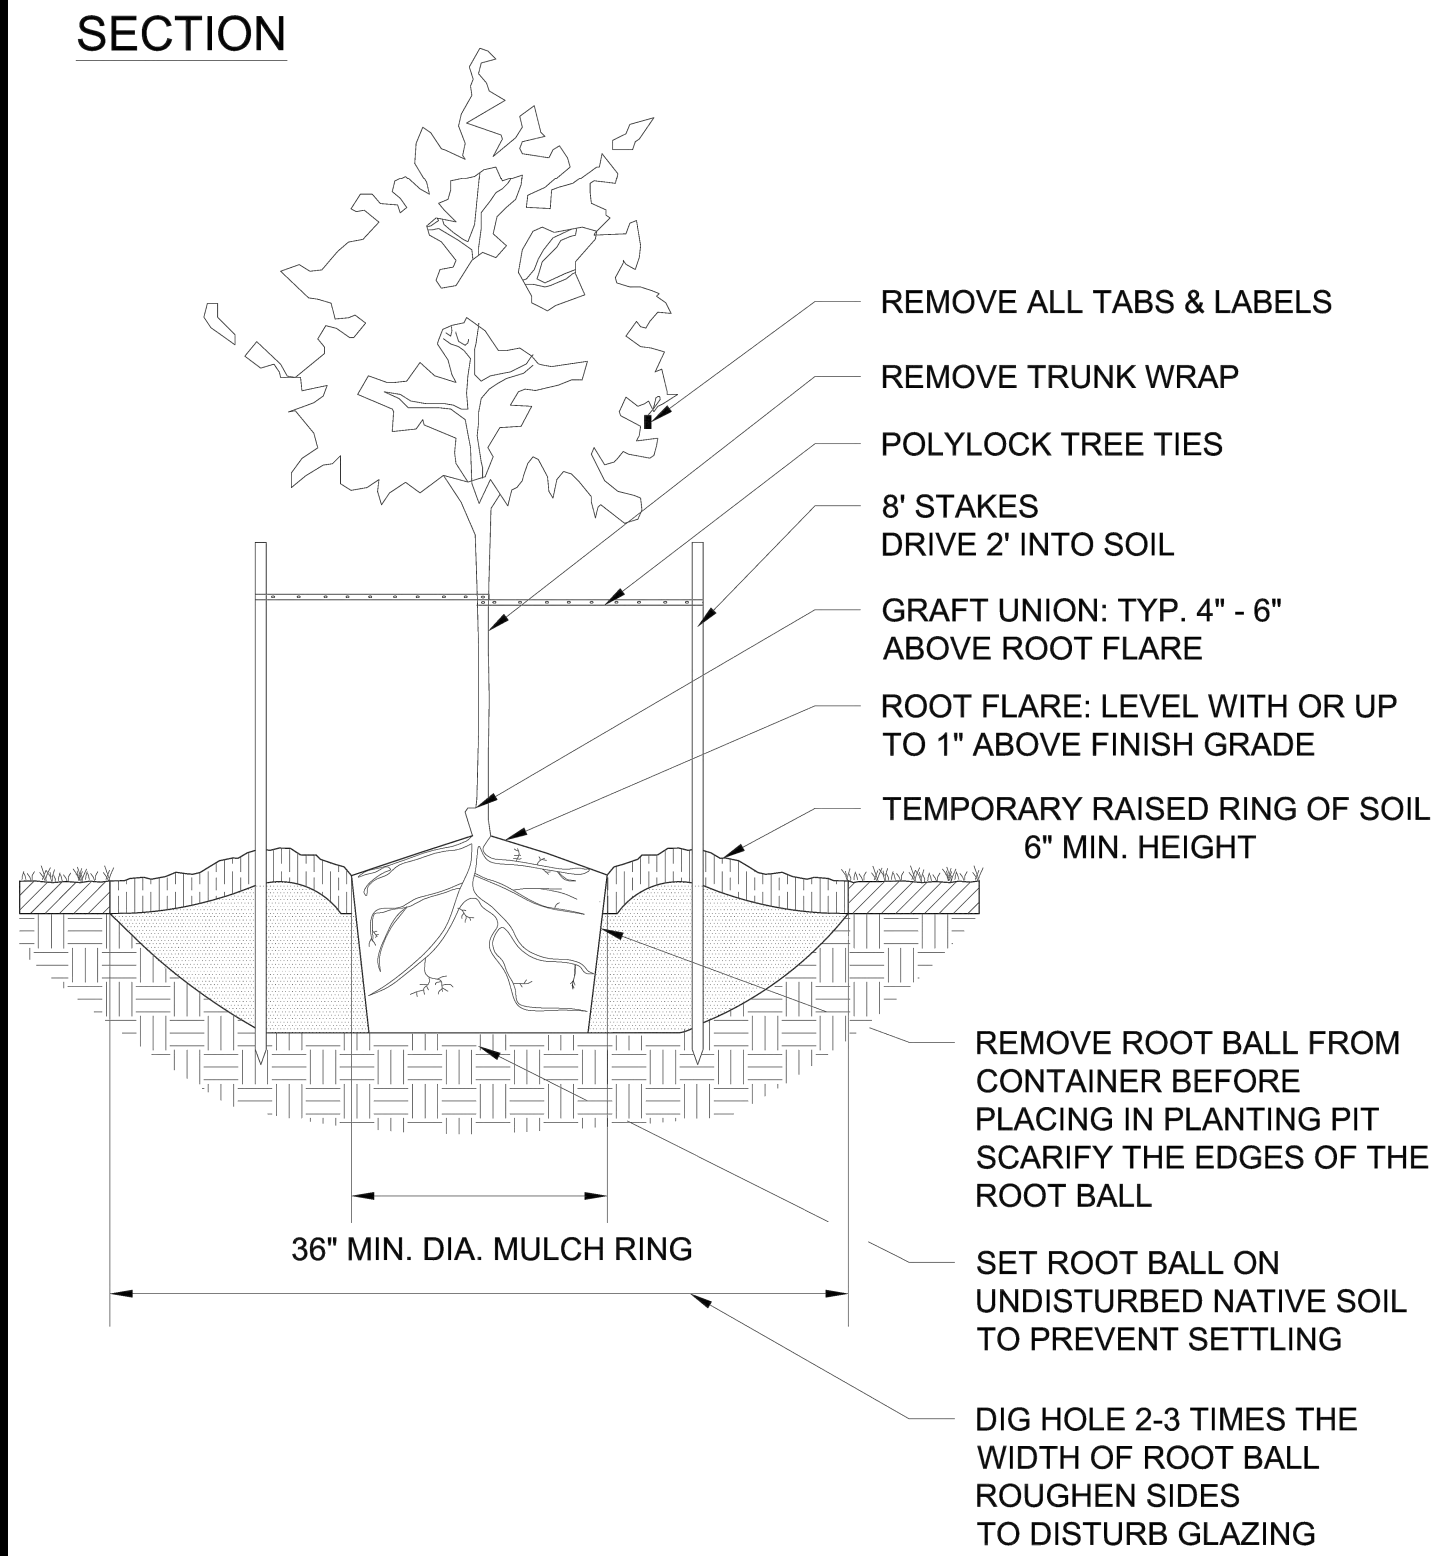 SECTION
REMOVE ALL TABS & LABELS
REMOVE TRUNK WRAP
POLYLOCK TREE TIES
8' STAKES
DRIVE 2' INTO SOIL
GRAFT UNION: TYP. 4" - 6"
ABOVE ROOT FLARE
ROOT FLARE: LEVEL WITH OR UP
TO 1" ABOVE FINISH GRADE
TEMPORARY RAISED RING OF SOIL
6" MIN. HEIGHT
REMOVE ROOT BALL FROM
CONTAINER BEFORE
PLACING IN PLANTING PIT
SCARIFY THE EDGES OF THE
ROOT BALL
36" MIN. DIA. MULCH RING
SET ROOT BALL ON
UNDISTURBED NATIVE SOIL
TO PREVENT SETTLING
DIG HOLE 2-3 TIMES THE
WIDTH OF ROOT BALL
ROUGHEN SIDES
TO DISTURB GLAZING